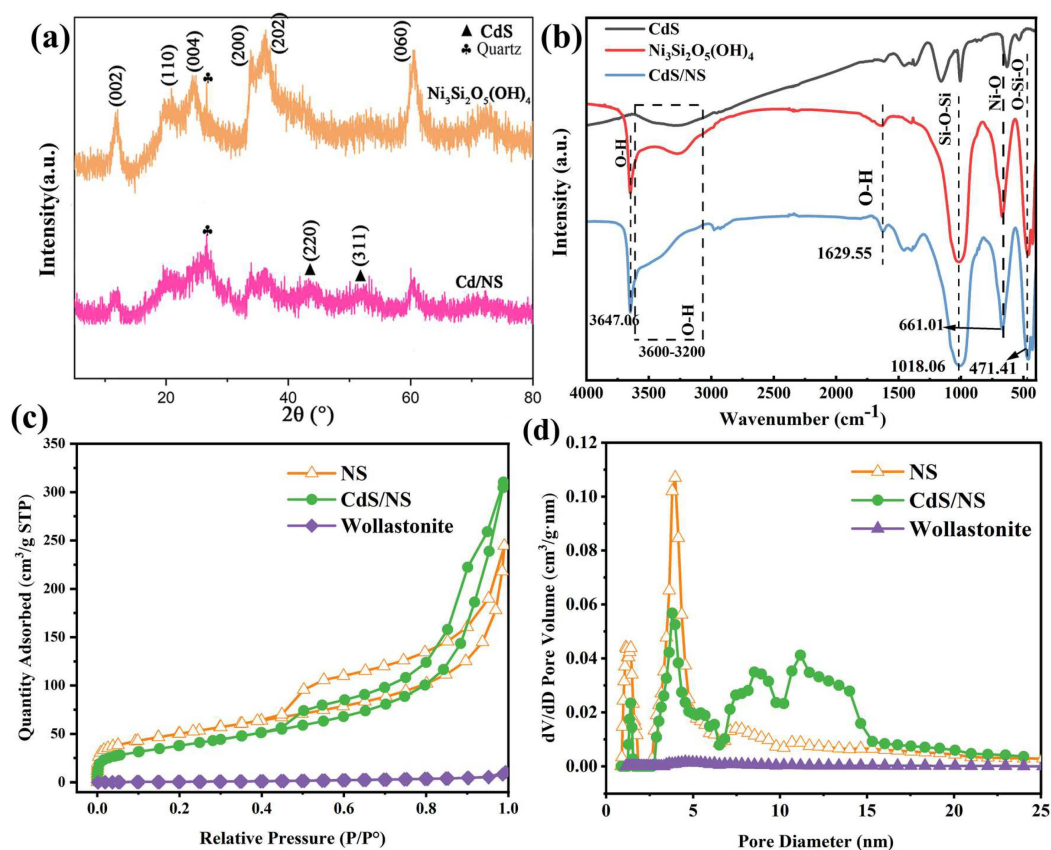 (a)
▲ CdS
♣ Quartz
(002)
(110)
(004)
♣
(200)
(202)
(060)
Ni₃Si₂O₅(OH)₄
♣
(220)
▲
(311)
▲
Cd/NS
Intensity(a.u.)
0 20 40 60 80
2θ (°)
(b)
CdS
Ni₃Si₂O₅(OH)₄
CdS/NS
O-H
O-H
Si-O-Si
Ni-O
O-Si-O
1629.55
3647.06
O-H
3600-3200
661.01
1018.06
471.41
Intensity (a.u.)
4000 3500 3000 2500 2000 1500 1000 500
Wavenumber (cm⁻¹)
(c)
NS
CdS/NS
Wollastonite
350
300
250
200
150
100
50
0
Quantity Adsorbed (cm³/g STP)
0.0 0.2 0.4 0.6 0.8 1.0
Relative Pressure (P/P°)
(d)
NS
CdS/NS
Wollastonite
0.12
0.10
0.08
0.06
0.04
0.02
0.00
dV/dD Pore Volume (cm³/g·nm)
0 5 10 15 20 25
Pore Diameter (nm)